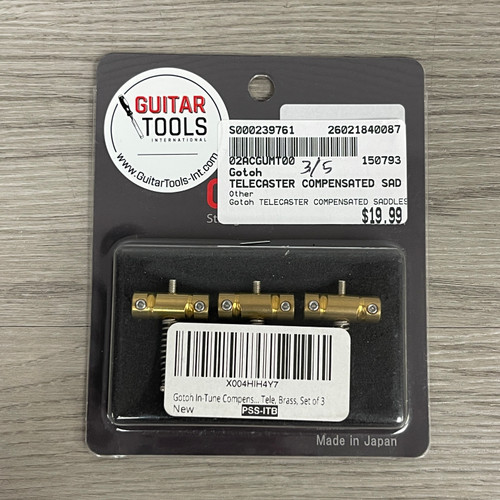 GUITAR
TOOLS
INTERNATIONAL
www.GuitarTools-Int.com
S000239761 26021840087
02ACGUMT00 3/5 150793
Gotoh
TELECASTER COMPENSATED SAD
Other
Gotoh TELECASTER COMPENSATED SADDLES
$19.99
X004HIH4Y7
Gotoh In-Tune Compens... Tele, Brass, Set of 3
New PSS-ITB
Made in Japan